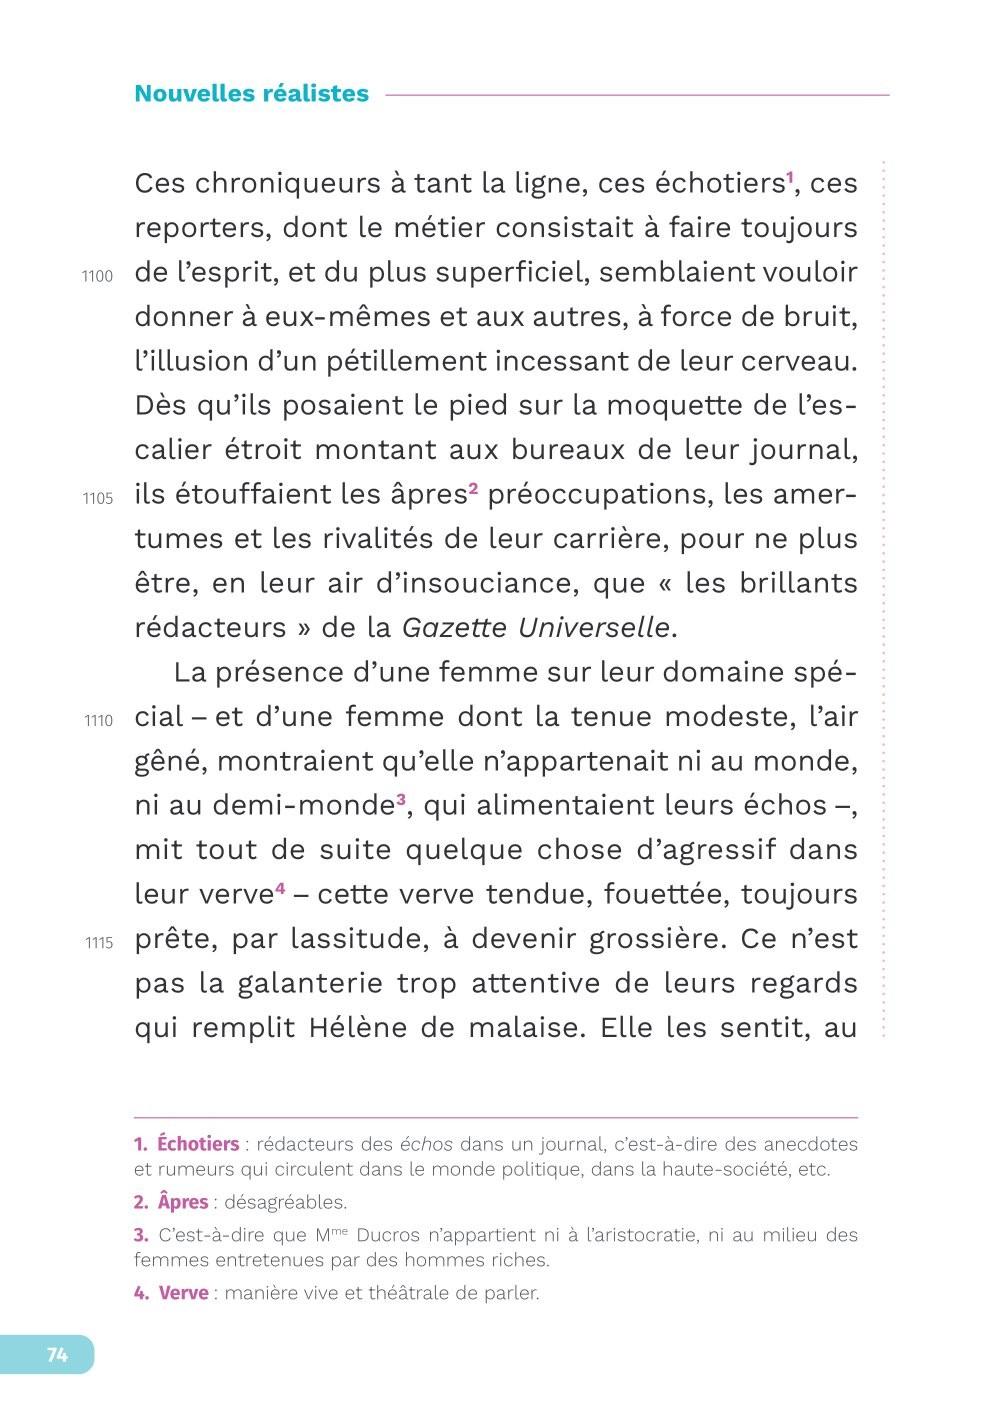 Nouvelles réalistes
Ces chroniqueurs à tant la ligne, ces échotiers1, ces
reporters, dont le métier consistait à faire toujours
1100 de l’esprit, et du plus superficiel, semblaient vouloir
donner à eux-mêmes et aux autres, à force de bruit,
l’illusion d’un pétillement incessant de leur cerveau.
Dès qu’ils posaient le pied sur la moquette de l’es-
calier étroit montant aux bureaux de leur journal,
1105 ils étouffaient les âpres2 préoccupations, les amer-
tumes et les rivalités de leur carrière, pour ne plus
être, en leur air d’insouciance, que « les brillants
rédacteurs » de la Gazette Universelle.
La présence d’une femme sur leur domaine spé-
1110 cial – et d’une femme dont la tenue modeste, l’air
gêné, montraient qu’elle n’appartenait ni au monde,
ni au demi-monde3, qui alimentaient leurs échos –,
mit tout de suite quelque chose d’agressif dans
leur verve4 – cette verve tendue, fouettée, toujours
1115 prête, par lassitude, à devenir grossière. Ce n’est
pas la galanterie trop attentive de leurs regards
qui remplit Hélène de malaise. Elle les sentit, au
1. Échotiers : rédacteurs des échos dans un journal, c’est-à-dire des anecdotes
et rumeurs qui circulent dans le monde politique, dans la haute-société, etc.
2. Âpres : désagréables.
3. C’est-à-dire que Mme Ducros n’appartient ni à l’aristocratie, ni au milieu des
femmes entretenues par des hommes riches.
4. Verve : manière vive et théâtrale de parler.
74